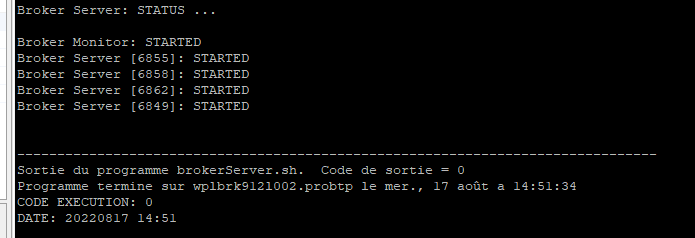 Broker Server: STATUS ...
Broker Monitor: STARTED
Broker Server [6855]: STARTED
Broker Server [6858]: STARTED
Broker Server [6862]: STARTED
Broker Server [6849]: STARTED
--------------------------------------------------------------------------------
Sortie du programme brokerServer.sh.  Code de sortie = 0
Programme termine sur wplbrk912l002.probtp le mer., 17 août a 14:51:34
CODE EXECUTION: 0
DATE: 20220817 14:51